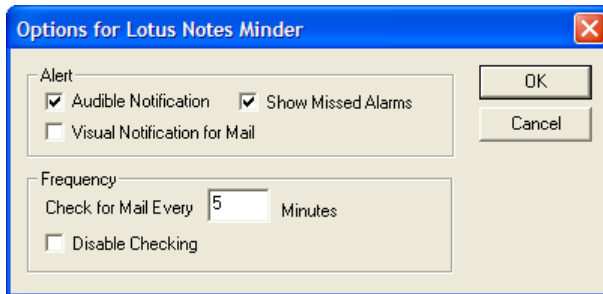 Options for Lotus Notes Minder
Alert
Audible Notification Show Missed Alarms
Visual Notification for Mail
OK
Cancel
Frequency
Check for Mail Every 5 Minutes
Disable Checking